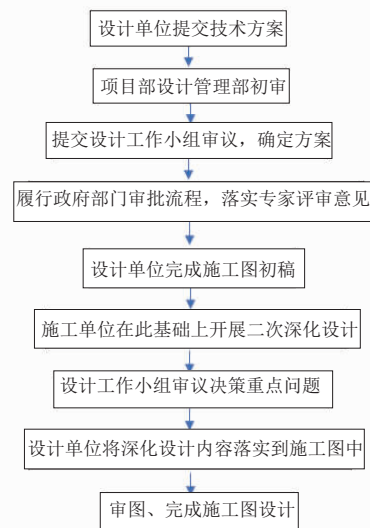 设计单位提交技术方案
项目部设计管理部初审
提交设计工作小组审议，确定方案
履行政府部门审批流程，落实专家评审意见
设计单位完成施工图初稿
施工单位在此基础上开展二次深化设计
设计工作小组审议决策重点问题
设计单位将深化设计内容落实到施工图中
审图、完成施工图设计